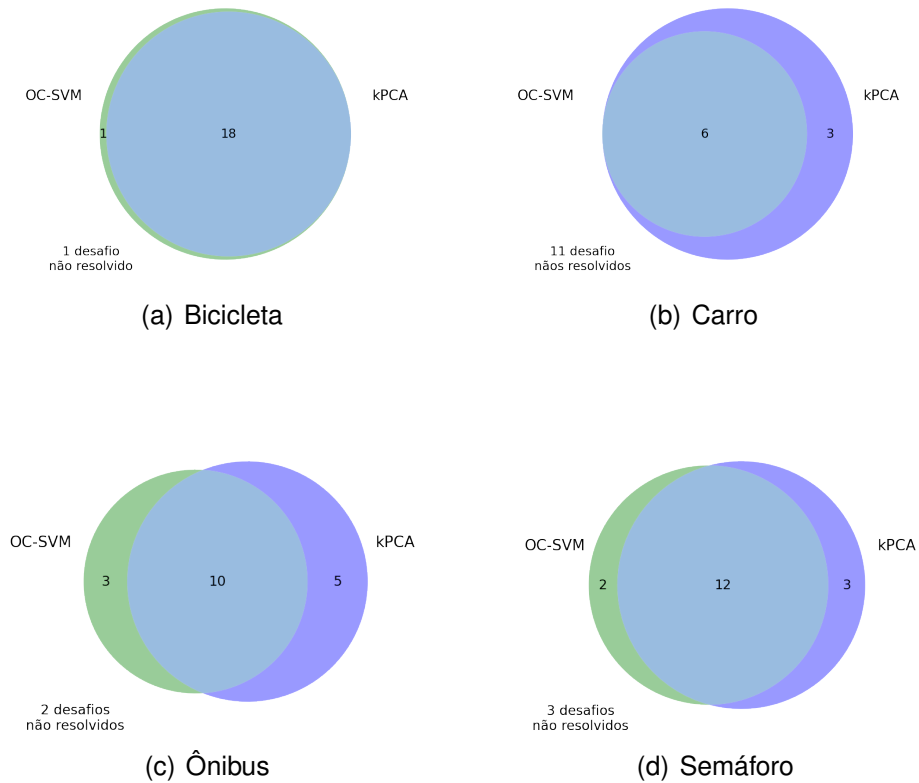 OC-SVM
kPCA
1
18
1 desafio
não resolvido
(a) Bicicleta
OC-SVM
kPCA
6
3
11 desafio
nãos resolvidos
(b) Carro
OC-SVM
kPCA
3
10
5
2 desafios
não resolvidos
(c) Ônibus
OC-SVM
kPCA
2
12
3
3 desafios
não resolvidos
(d) Semáforo